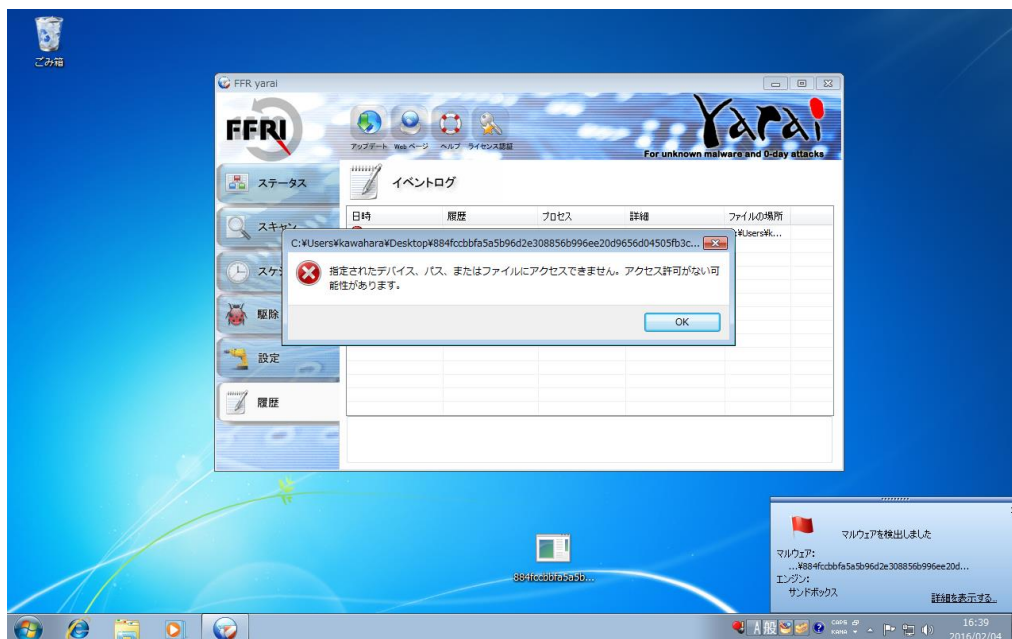 ごみ箱
FFR yarai
FFRI
アップデート Web ページ ヘルプ ライセンス認証
Yarai
For unknown malware and 0-day attacks
ステータス
イベントログ
日時 履歴 プロセス 詳細 ファイルの場所
スキャン
:¥Users¥k...
C:¥Users¥kawahara¥Desktop¥884fccbbfa5a5b96d2e308856b996ee20d9656d04505fb3c...
スケジ
指定されたデバイス、パス、またはファイルにアクセスできません。アクセス許可がない可
能性があります。
駆除
OK
設定
履歴
884fccbbfa5a5b...
マルウェアを検出しました
マルウェア:
...¥884fccbbfa5a5b96d2e308856b996ee20d...
エンジン:
サンドボックス
詳細を表示する...
A 般 CAPS KANA
16:39
2016/02/04